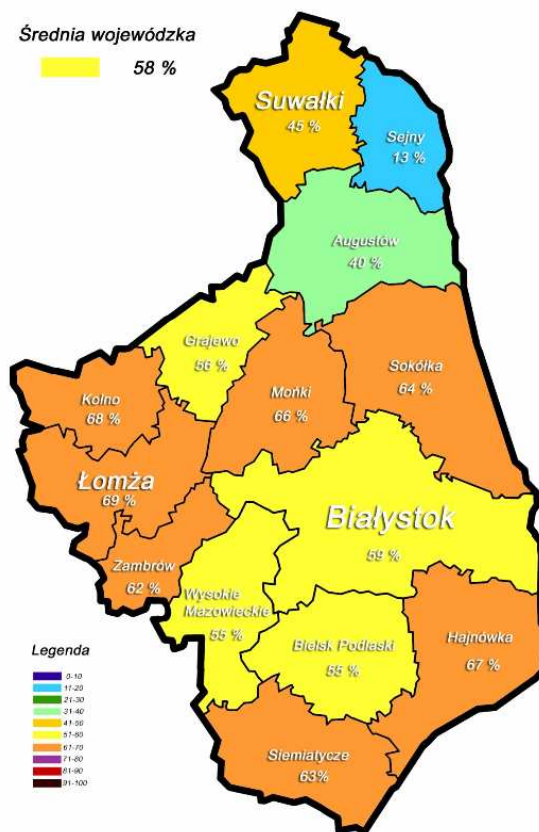 Średnia wojewódzka
58 %
Suwałki
45 %
Sejny
13 %
Augustów
40 %
Grajewo
56 %
Sokółka
64 %
Kolno
68 %
Mońki
66 %
Łomża
69 %
Białystok
59 %
Zambrów
62 %
Wysokie
Mazowieckie
55 %
Bielsk Podlaski
55 %
Hajnówka
67 %
Siemiatycze
63%
Legenda
0-10
11-20
21-30
31-40
41-50
51-60
61-70
71-80
81-90
91-100